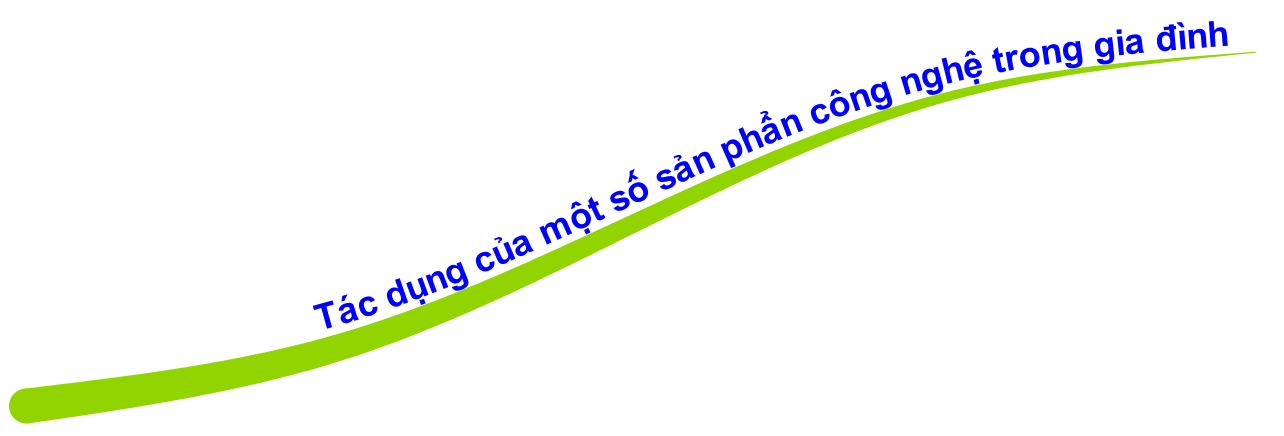 Tác dụng của một số sản phẩn công nghệ trong gia đình